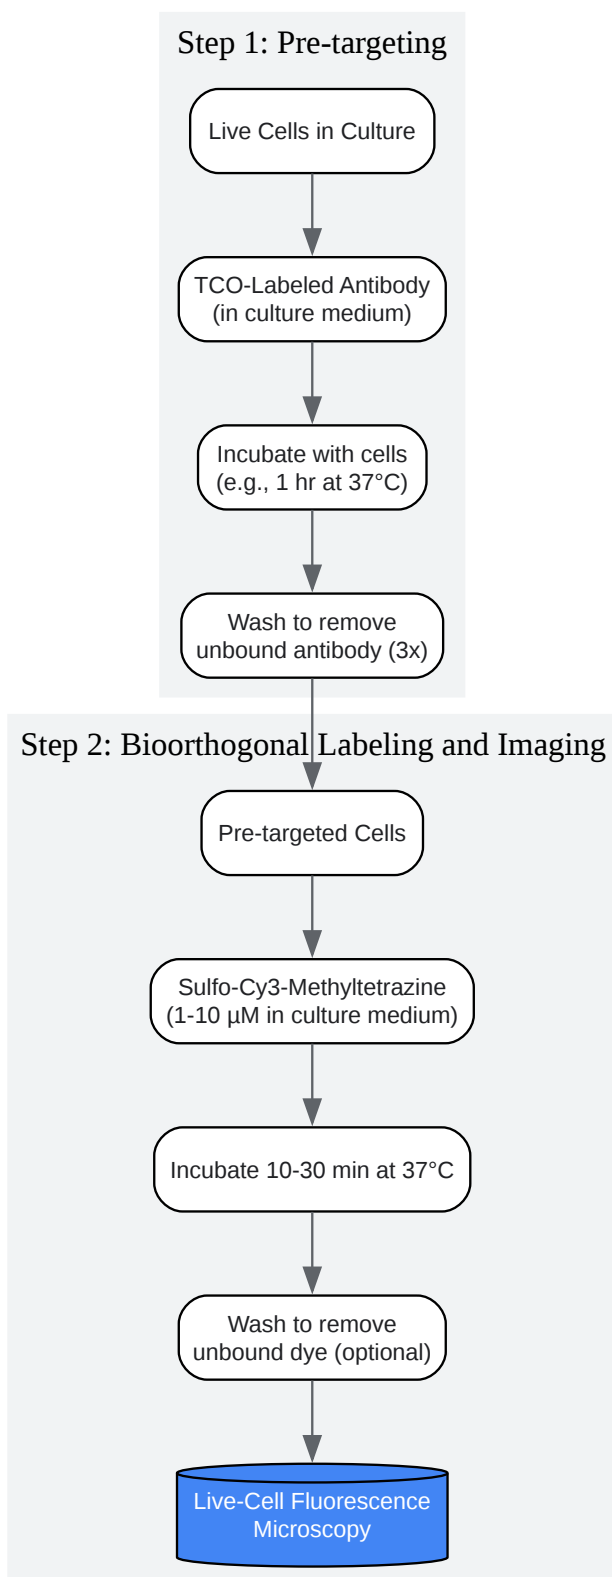 Step 1: Pre-targeting
Live Cells in Culture
TCO-Labeled Antibody
(in culture medium)
Incubate with cells
(e.g., 1 hr at 37°C)
Wash to remove
unbound antibody (3x)
Step 2: Bioorthogonal Labeling and Imaging
Pre-targeted Cells
Sulfo-Cy3-Methyltetrazine
(1-10 µM in culture medium)
Incubate 10-30 min at 37°C
Wash to remove
unbound dye (optional)
Live-Cell Fluorescence
Microscopy